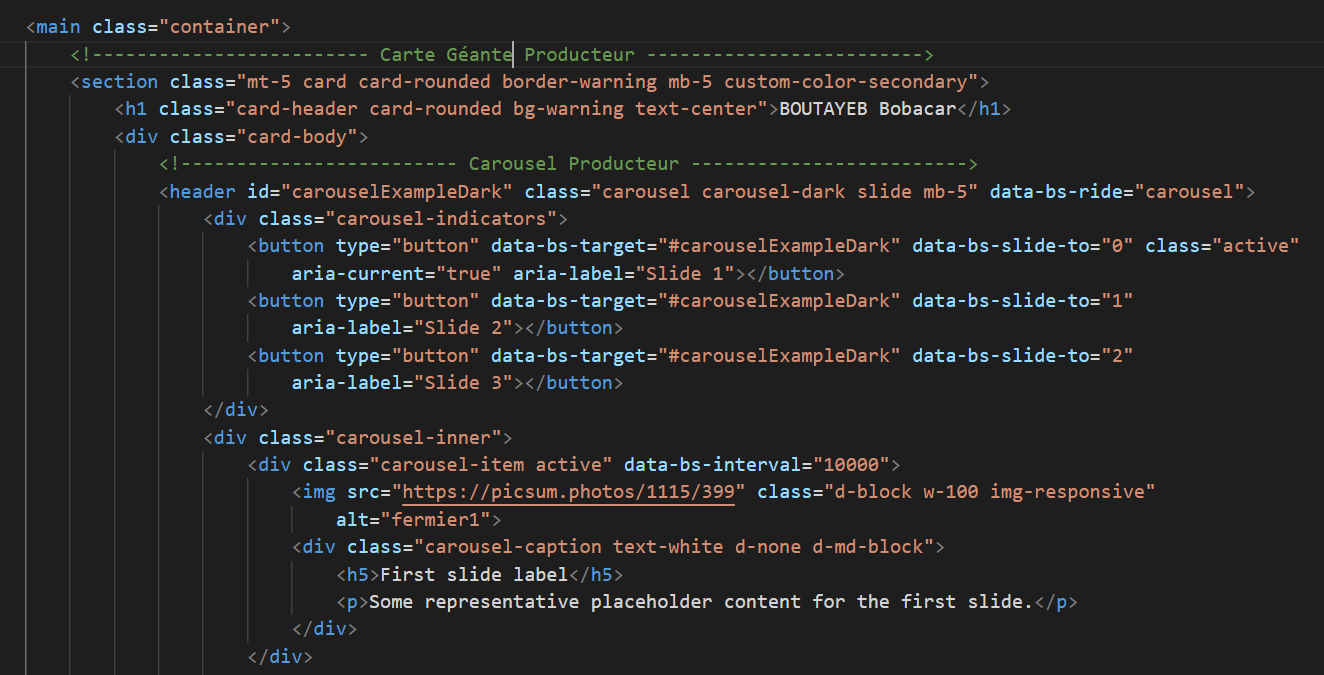 <main class="container">
<!------------------------- Carte Géante Producteur ------------------------->
<section class="mt-5 card card-rounded border-warning mb-5 custom-color-secondary">
<h1 class="card-header card-rounded bg-warning text-center">BOUTAYEB Bobacar</h1>
<div class="card-body">
<!------------------------- Carousel Producteur ------------------------->
<header id="carouselExampleDark" class="carousel carousel-dark slide mb-5" data-bs-ride="carousel">
<div class="carousel-indicators">
<button type="button" data-bs-target="#carouselExampleDark" data-bs-slide-to="0" class="active"
aria-current="true" aria-label="Slide 1"></button>
<button type="button" data-bs-target="#carouselExampleDark" data-bs-slide-to="1"
aria-label="Slide 2"></button>
<button type="button" data-bs-target="#carouselExampleDark" data-bs-slide-to="2"
aria-label="Slide 3"></button>
</div>
<div class="carousel-inner">
<div class="carousel-item active" data-bs-interval="10000">
<img src="https://picsum.photos/1115/399" class="d-block w-100 img-responsive"
alt="fermier1">
<div class="carousel-caption text-white d-none d-md-block">
<h5>First slide label</h5>
<p>Some representative placeholder content for the first slide.</p>
</div>
</div>